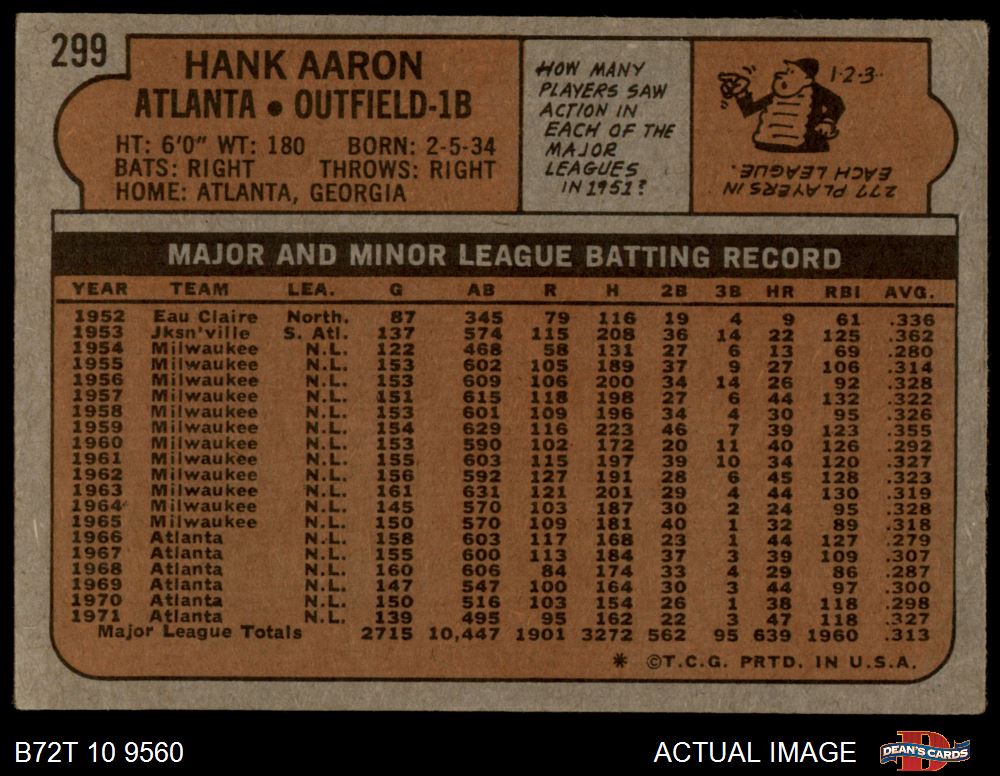 299
HANK AARON
ATLANTA • OUTFIELD-1B
HT: 6'0" WT: 180 BORN: 2-5-34
BATS: RIGHT THROWS: RIGHT
HOME: ATLANTA, GEORGIA
HOW MANY
PLAYERS SAW
ACTION IN
EACH OF THE
MAJOR
LEAGUES
IN 1951?
1-2-3--
277 PLAYERS IN
EACH LEAGUE.
MAJOR AND MINOR LEAGUE BATTING RECORD
YEAR TEAM LEA. G AB R H 2B 3B HR RBI AVG.
1952 Eau Claire North. 87 345 79 116 19 4 9 61 .336
1953 Jksn'ville S. Atl. 137 574 115 208 36 14 22 125 .362
1954 Milwaukee N.L. 122 468 58 131 27 6 13 69 .280
1955 Milwaukee N.L. 153 602 105 189 37 9 27 106 .314
1956 Milwaukee N.L. 153 609 106 200 34 14 26 92 .328
1957 Milwaukee N.L. 151 615 118 198 27 6 44 132 .322
1958 Milwaukee N.L. 153 601 109 196 34 4 30 95 .326
1959 Milwaukee N.L. 154 629 116 223 46 7 39 123 .355
1960 Milwaukee N.L. 153 590 102 172 20 11 40 126 .292
1961 Milwaukee N.L. 155 603 115 197 39 10 34 120 .327
1962 Milwaukee N.L. 156 592 127 191 28 6 45 128 .323
1963 Milwaukee N.L. 161 631 121 201 29 4 44 130 .319
1964 Milwaukee N.L. 145 570 103 187 30 2 24 95 .328
1965 Milwaukee N.L. 150 570 109 181 40 1 32 89 .318
1966 Atlanta N.L. 158 603 117 168 23 1 44 127 .279
1967 Atlanta N.L. 155 600 113 184 37 3 39 109 .307
1968 Atlanta N.L. 160 606 84 174 33 4 29 86 .287
1969 Atlanta N.L. 147 547 100 164 30 3 44 97 .300
1970 Atlanta N.L. 150 516 103 154 26 1 38 118 .298
1971 Atlanta N.L. 139 495 95 162 22 3 47 118 .327
Major League Totals 2715 10,447 1901 3272 562 95 639 1960 .313
* ©T.C.G. PRTD. IN U.S.A.
B72T 10 9560
ACTUAL IMAGE
D
DEAN'S CARDS